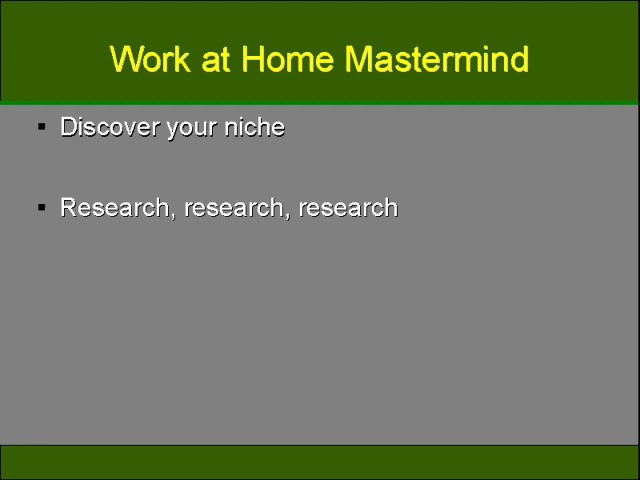 Work at Home Mastermind
▪ Discover your niche
▪ Research, research, research